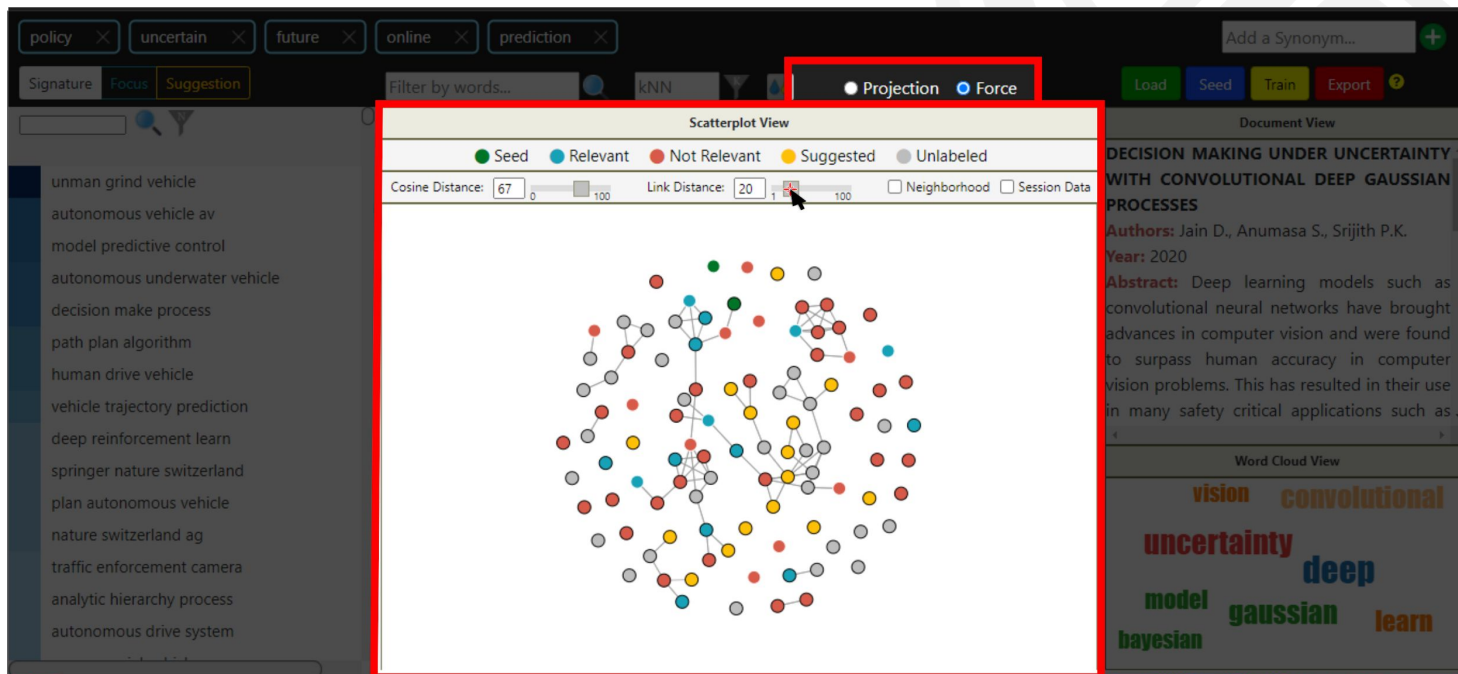 policy × uncertain × future × online × prediction × Add a Synonym...
Signature Focus Suggestion Filter by words... kNN Projection Force Load Seed Train Export ?
Scatterplot View
Seed Relevant Not Relevant Suggested Unlabeled
Cosine Distance: 67 0 100 Link Distance: 20 1 100 Neighborhood Session Data
unman grind vehicle
autonomous vehicle av
model predictive control
autonomous underwater vehicle
decision make process
path plan algorithm
human drive vehicle
vehicle trajectory prediction
deep reinforcement learn
springer nature switzerland
plan autonomous vehicle
nature switzerland ag
traffic enforcement camera
analytic hierarchy process
autonomous drive system
Document View
DECISION MAKING UNDER UNCERTAINTY
WITH CONVOLUTIONAL DEEP GAUSSIAN
PROCESSES
Authors: Jain D., Anumasa S., Srijith P.K.
Year: 2020
Abstract: Deep learning models such as
convolutional neural networks have brought
advances in computer vision and were found
to surpass human accuracy in computer
vision problems. This has resulted in their use
in many safety critical applications such as
Word Cloud View
vision convolutional
uncertainty
deep
model
gaussian
learn
bayesian